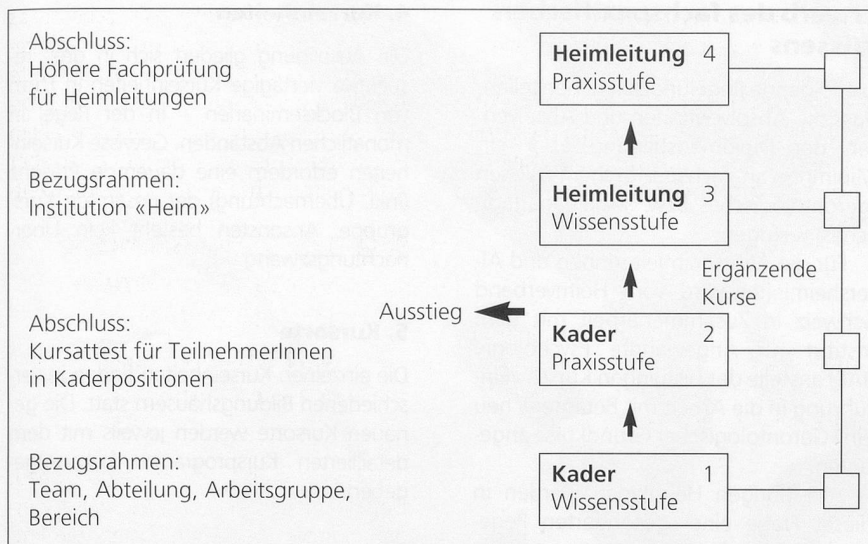 Abschluss:
Höhere Fachprüfung
für Heimleitungen
Heimleitung 4
Praxisstufe
Bezugsrahmen:
Institution «Heim»
Heimleitung 3
Wissensstufe
Ergänzende
Kurse
Ausstieg
Abschluss:
Kursattest für TeilnehmerInnen
in Kaderpositionen
Kader 2
Praxisstufe
Bezugsrahmen:
Team, Abteilung, Arbeitsgruppe,
Bereich
Kader 1
Wissensstufe